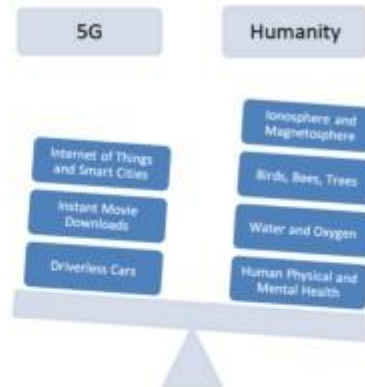 5G
Humanity
Internet of Things
and Smart Cities
Instant Movie
Downloads
Driverless Cars
Ionosphere and
Magnetosphere
Birds, Bees, Trees
Water and Oxygen
Human Physical and
Mental Health